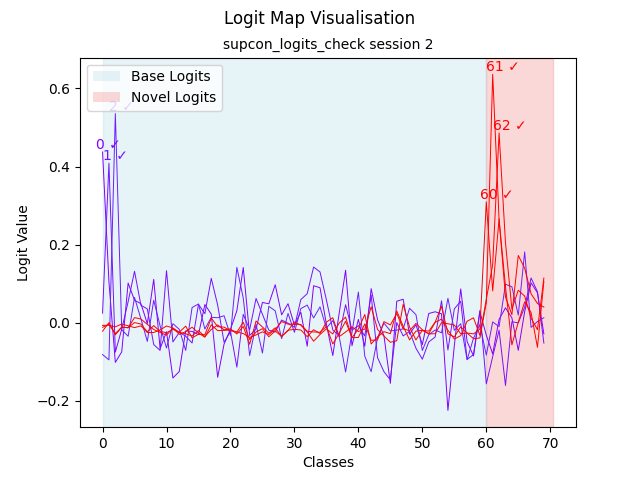 Logit Map Visualisation
supcon_logits_check session 2
Base Logits
Novel Logits
61 ✓
2 ✓
62 ✓
0 ✓
1 ✓
60 ✓
0.6
0.4
0.2
0.0
−0.2
Logit Value
0 10 20 30 40 50 60 70
Classes